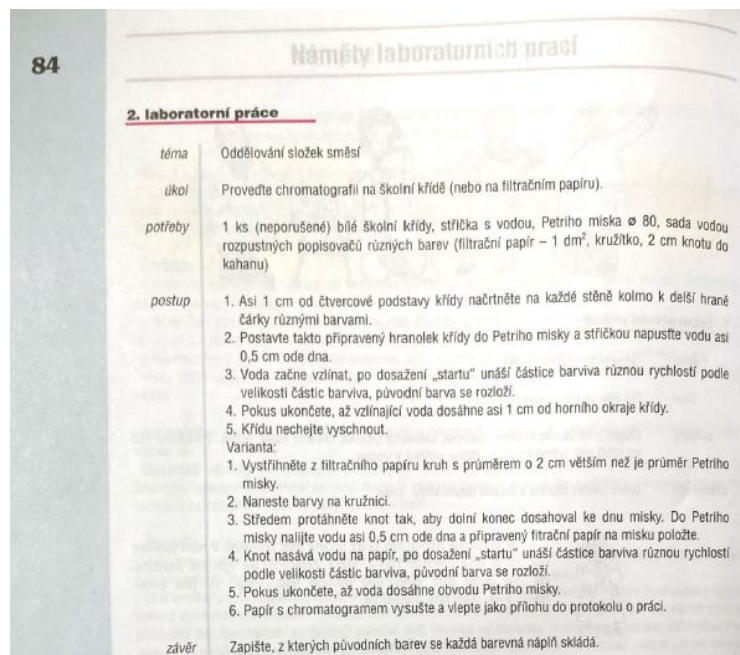 84
Náměty laboratorních prací
2. laboratorní práce
téma Oddělování složek směsí
úkol Proveďte chromatografii na školní křídě (nebo na filtračním papíru).
potřeby 1 ks (neporušené) bílé školní křídy, střička s vodou, Petriho miska ø 80, sada vodou
rozpustných popisovačů různých barev (filtrační papír – 1 dm², kružítko, 2 cm knotu do
kahanu)
postup 1. Asi 1 cm od čtvercové podstavy křídy načrtněte na každé stěně kolmo k delší hraně
čárky různými barvami.
2. Postavte takto připravený hranolek křídy do Petriho misky a střičkou napusťte vodu asi
0,5 cm ode dna.
3. Voda začne vzlínat, po dosažení „startu" unáší částice barviva různou rychlostí podle
velikosti částic barviva, původní barva se rozloží.
4. Pokus ukončete, až vzlínající voda dosáhne asi 1 cm od horního okraje křídy.
5. Křídu nechejte vyschnout.
Varianta:
1. Vystřihněte z filtračního papíru kruh s průměrem o 2 cm větším než je průměr Petriho
misky.
2. Naneste barvy na kružnici.
3. Středem protáhněte knot tak, aby dolní konec dosahoval ke dnu misky. Do Petriho
misky nalijte vodu asi 0,5 cm ode dna a připravený fitrační papír na misku položte.
4. Knot nasává vodu na papír, po dosažení „startu" unáší částice barviva různou rychlostí
podle velikosti částic barviva, původní barva se rozloží.
5. Pokus ukončete, až voda dosáhne obvodu Petriho misky.
6. Papír s chromatogramem vysušte a vlepte jako přílohu do protokolu o práci.
závěr Zapište, z kterých původních barev se každá barevná náplň skládá.